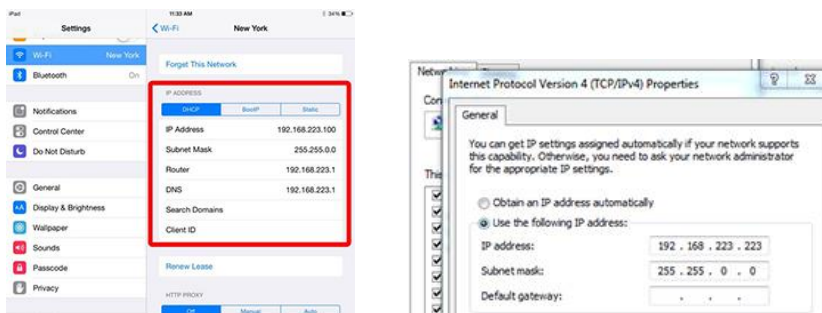 iPad 11:33 AM 34%
Settings
Wi-Fi New York
Wi-Fi New York
Bluetooth On
Notifications
Control Center
Do Not Disturb
General
Display & Brightness
Wallpaper
Sounds
Passcode
Privacy
Forget This Network
IP ADDRESS
DHCP BootP Static
IP Address 192.168.223.100
Subnet Mask 255.255.0.0
Router 192.168.223.1
DNS 192.168.223.1
Search Domains
Client ID
Renew Lease
HTTP PROXY
Off Manual Auto
Internet Protocol Version 4 (TCP/IPv4) Properties
General
You can get IP settings assigned automatically if your network supports
this capability. Otherwise, you need to ask your network administrator
for the appropriate IP settings.
Obtain an IP address automatically
Use the following IP address:
IP address: 192 . 168 . 223 . 223
Subnet mask: 255 . 255 . 0 . 0
Default gateway: . . .